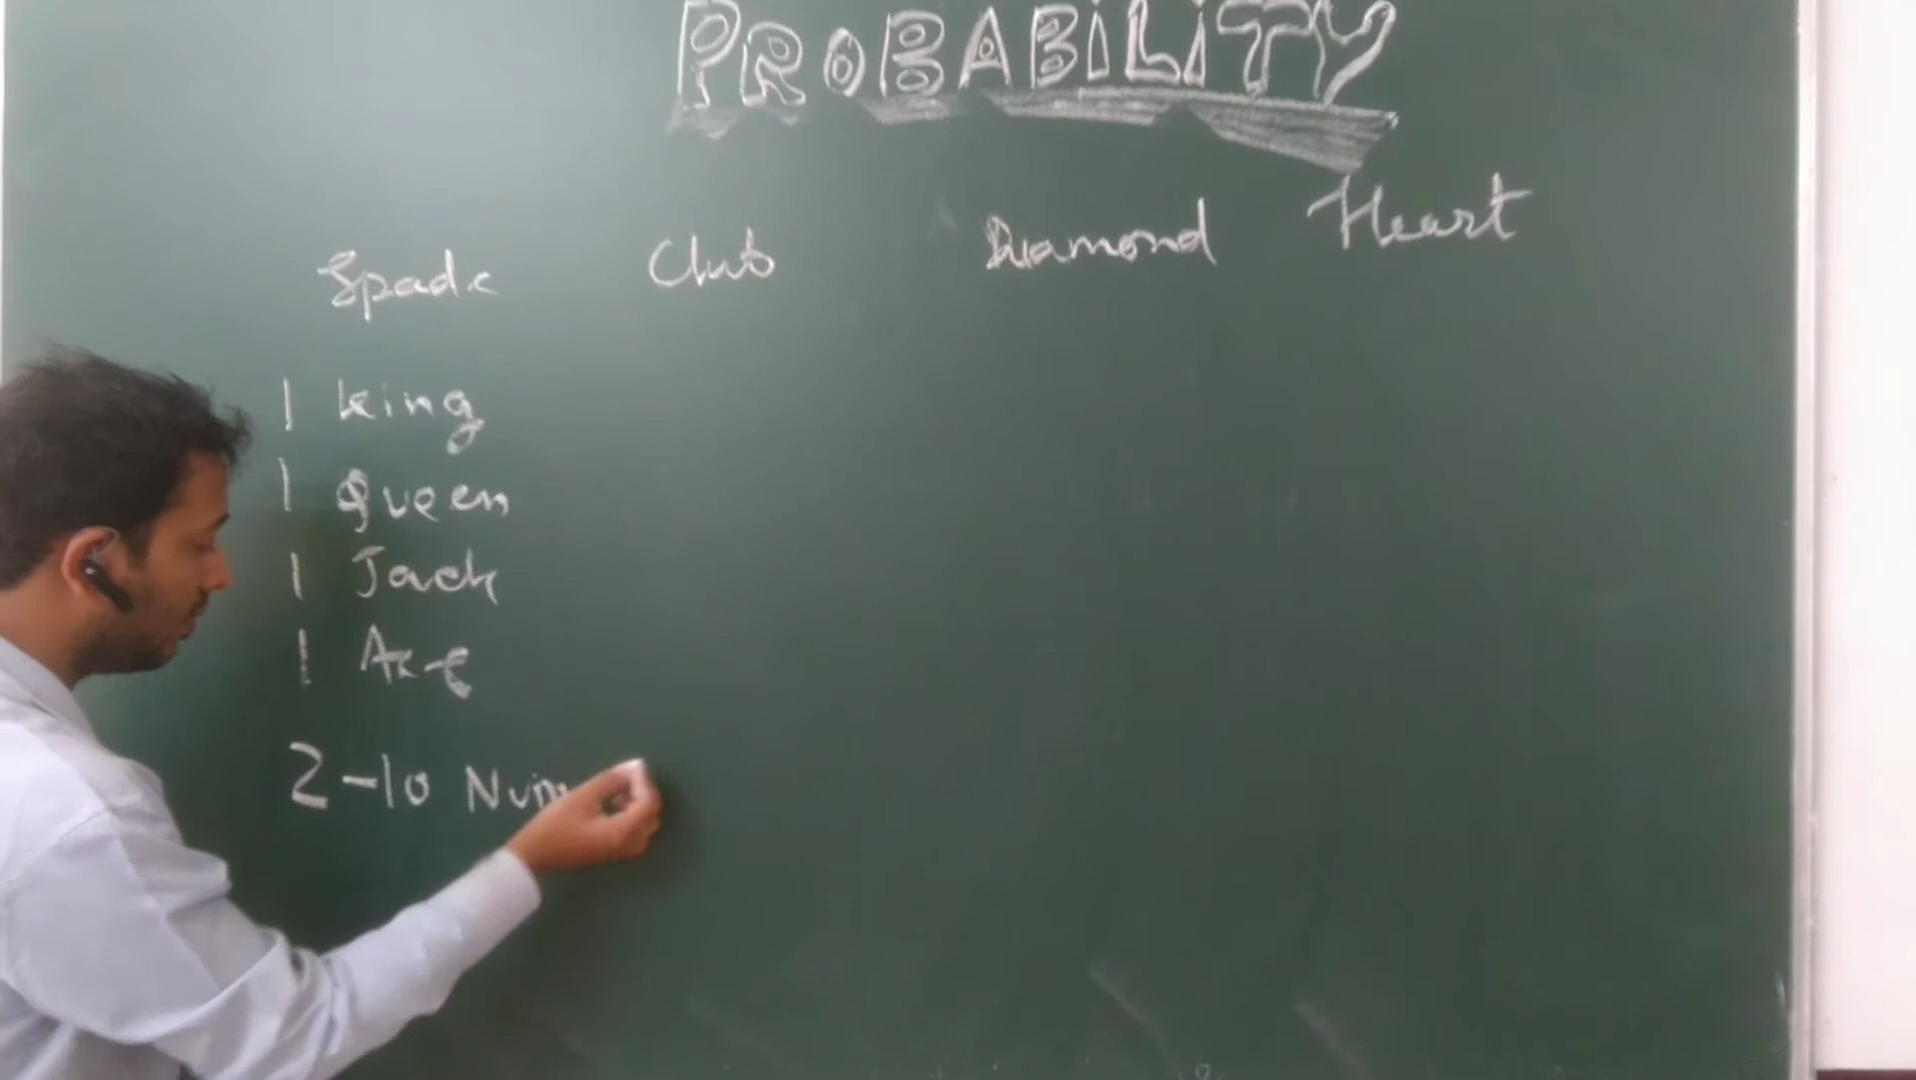 PROBABiLiTY
Spade Club Diamond Heart
1 King
1 Queen
1 Jack
1 Ace
2-10 Num